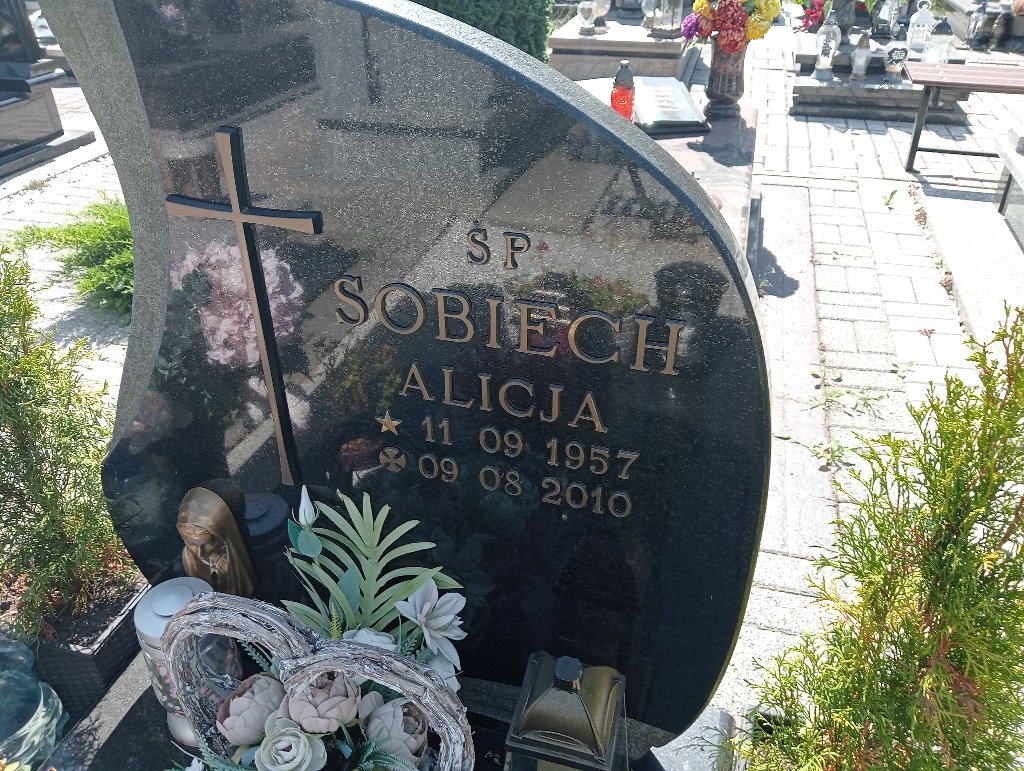 ŚP
SOBIECH
ALICJA
11 09 1957
09 08 2010